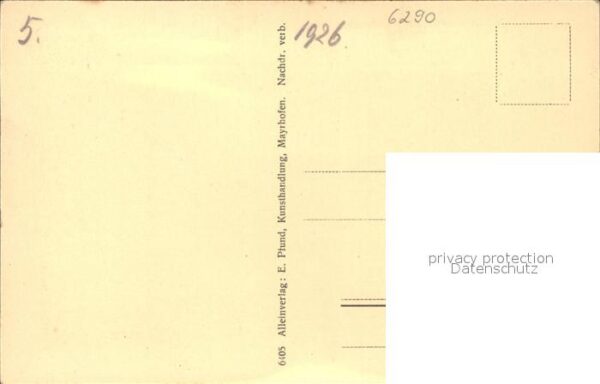 5.
6405 Alleinverlag: E. Pfund, Kunsthandlung, Mayrhofen. Nachdr. verb.
1926
6290
privacy protection
Datenschutz